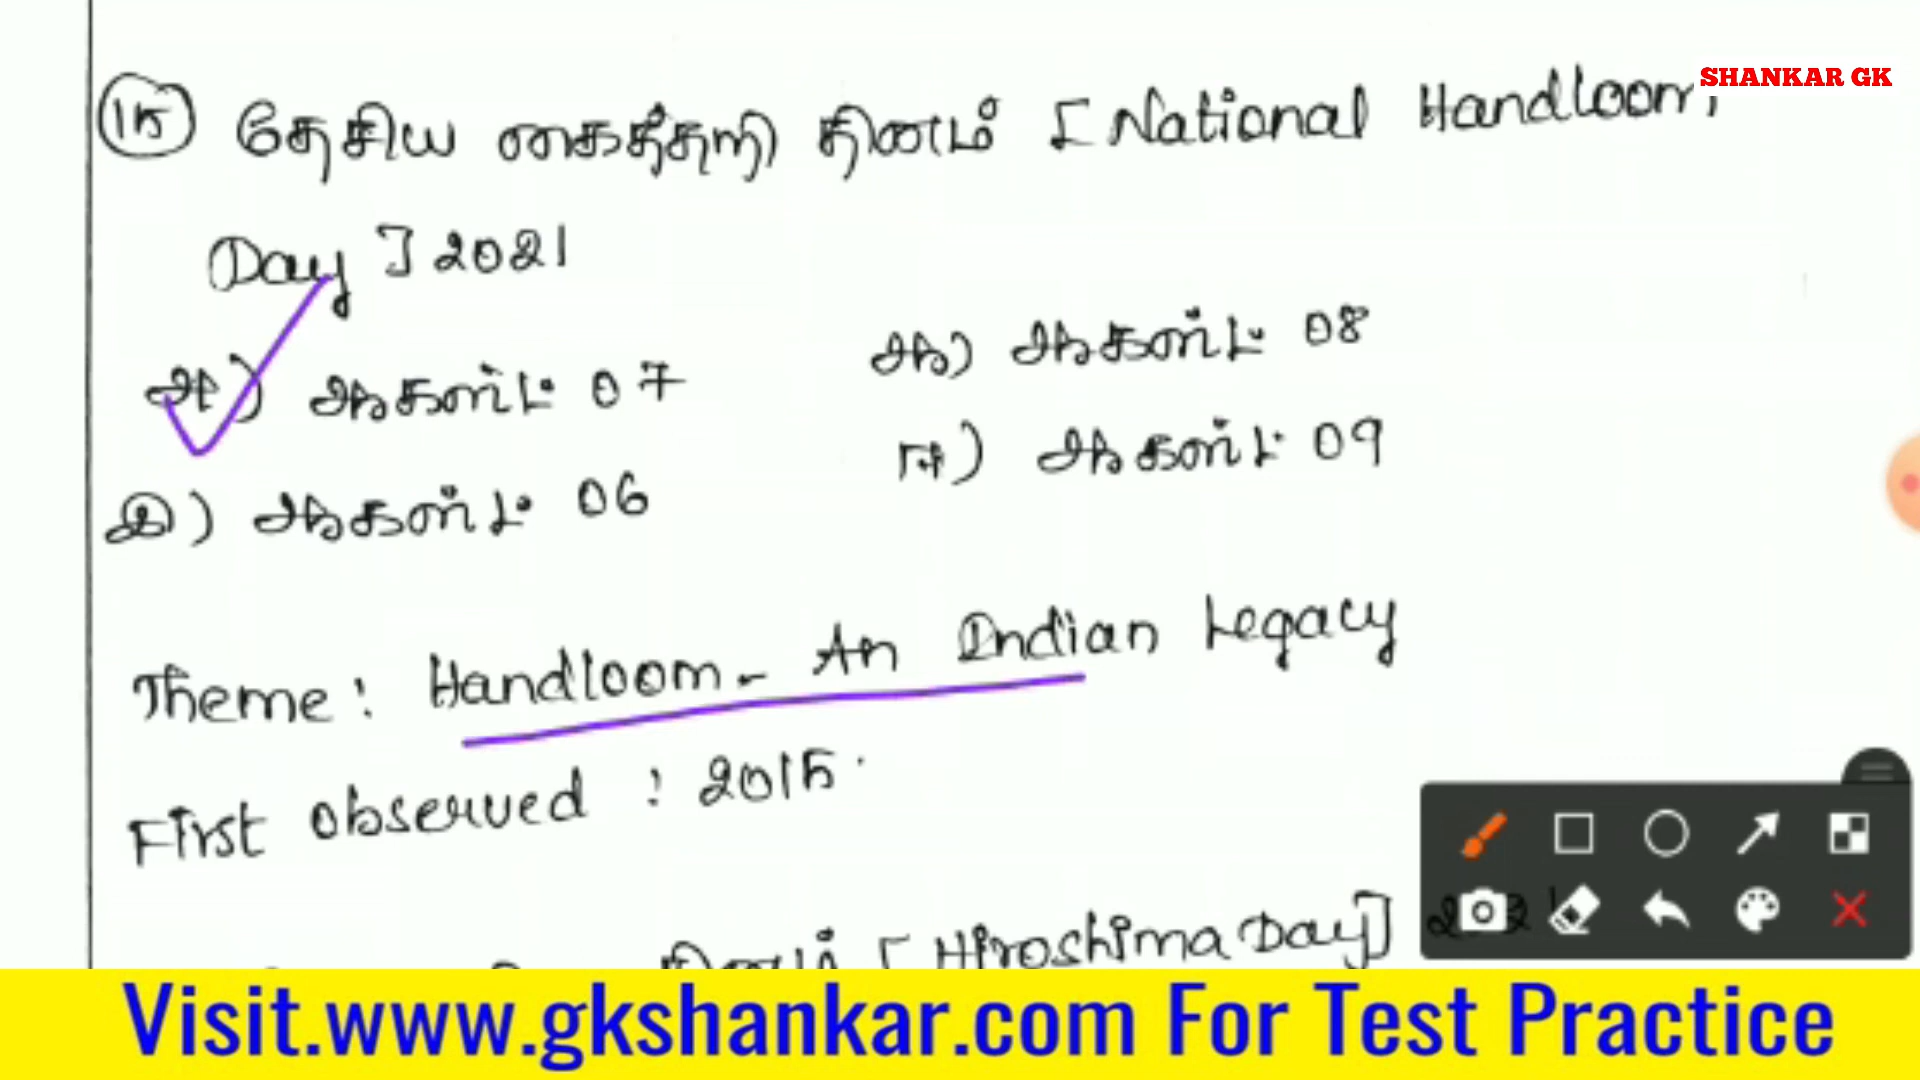 SHANKAR GK
15 தேசிய கைத்தறி தினம் [National Handloom
Day] 2021
அ) ஆகஸ்ட் 07
ஆ) ஆகஸ்ட் 08
இ) ஆகஸ்ட் 06
ஈ) ஆகஸ்ட் 09
Theme: Handloom - An Indian Legacy
First observed : 2015.
தினம் [Hiroshima Day]
Visit.www.gkshankar.com For Test Practice